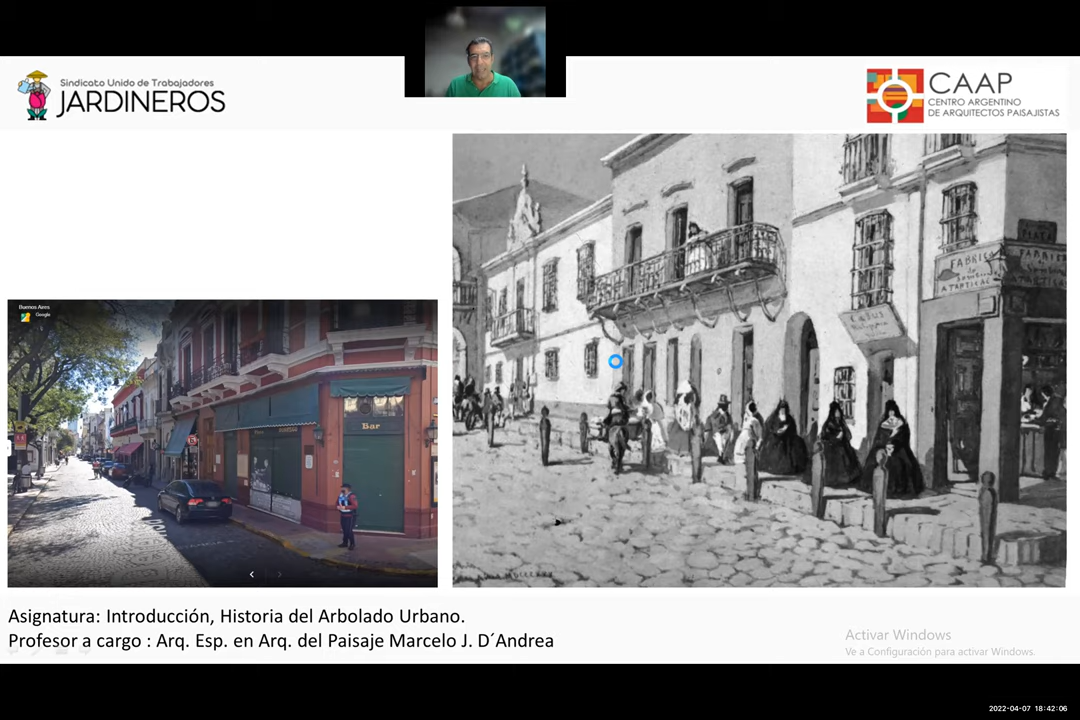 Sindicato Unido de Trabajadores
JARDINEROS
CAAP
CENTRO ARGENTINO
DE ARQUITECTOS PAISAJISTAS
Buenos Aires
Google
Bar
FABRICA
Asignatura: Introducción, Historia del Arbolado Urbano.
Profesor a cargo : Arq. Esp. en Arq. del Paisaje Marcelo J. D´Andrea
Activar Windows
Ve a Configuración para activar Windows.
2022-04-07 18:42:06